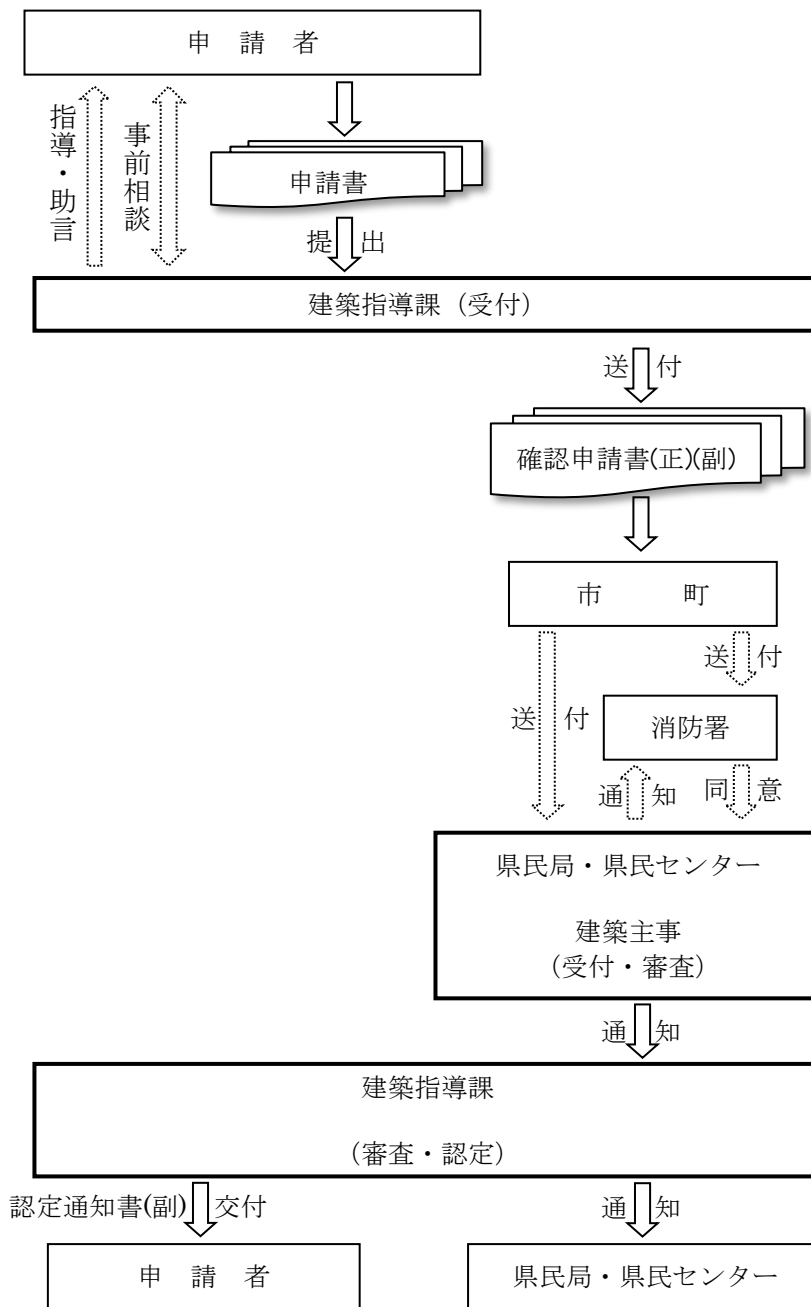 申　請　者
指導・助言
事前相談
申請書
提　出
建築指導課（受付）
送　付
確認申請書(正)(副)
市　　　町
送　付
送　付
消防署
通　知
同　意
県民局・県民センター
建築主事
（受付・審査）
通　知
建築指導課
（審査・認定）
認定通知書(副)　交付
通　知
申　請　者
県民局・県民センター